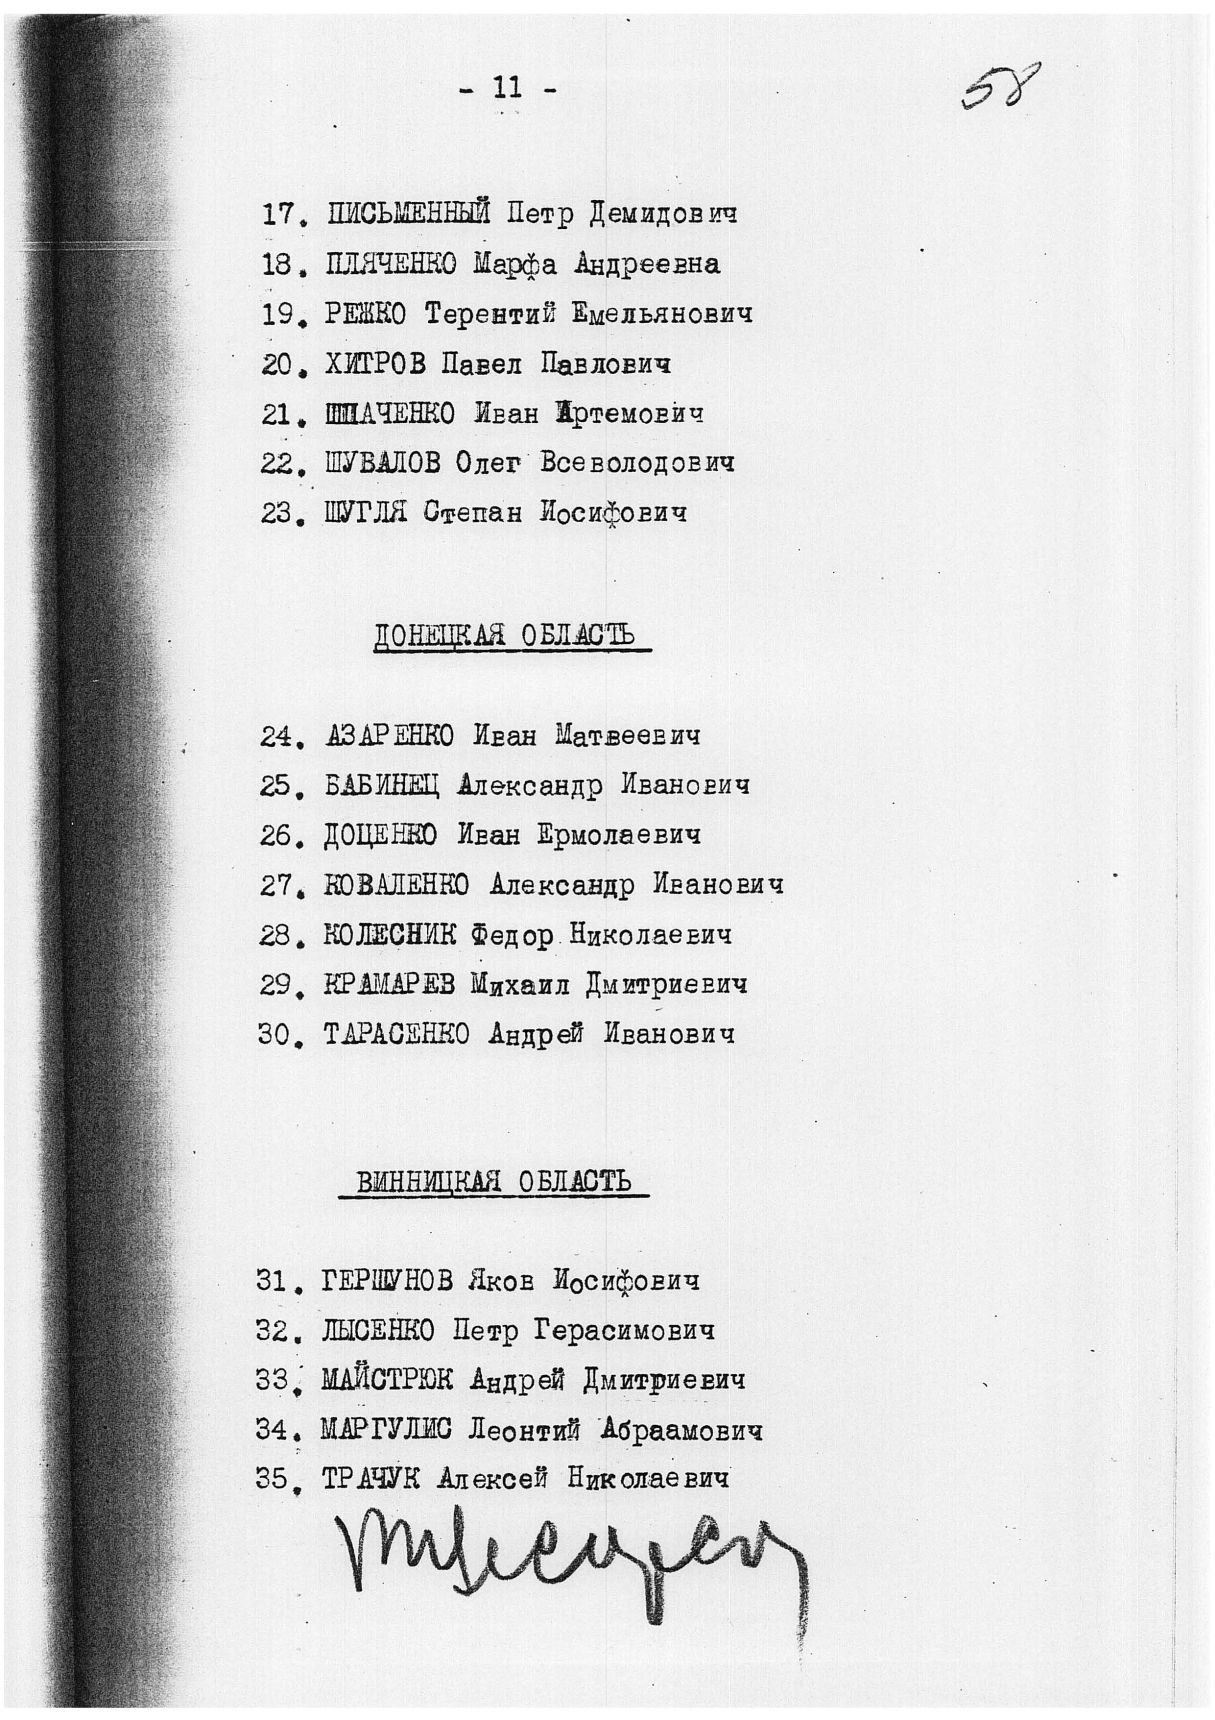 - 11 -
58
17. ПИСЬМЕННЫЙ Петр Демидович
18. ПЛЯЧЕНКО Марфа Андреевна
19. РЕЖКО Терентий Емельянович
20. ХИТРОВ Павел Павлович
21. ШПАЧЕНКО Иван Артемович
22. ШУВАЛОВ Олег Всеволодович
23. ШУГЛЯ Степан Иосифович
ДОНЕЦКАЯ ОБЛАСТЬ
24. АЗАРЕНКО Иван Матвеевич
25. БАБИНЕЦ Александр Иванович
26. ДОЦЕНКО Иван Ермолаевич
27. КОВАЛЕНКО Александр Иванович
28. КОЛЕСНИК Федор Николаевич
29. КРАМАРЕВ Михаил Дмитриевич
30. ТАРАСЕНКО Андрей Иванович
ВИННИЦКАЯ ОБЛАСТЬ
31. ГЕРШУНОВ Яков Иосифович
32. ЛЫСЕНКО Петр Герасимович
33. МАЙСТРЮК Андрей Дмитриевич
34. МАРГУЛИС Леонтий Абраамович
35. ТРАЧУК Алексей Николаевич